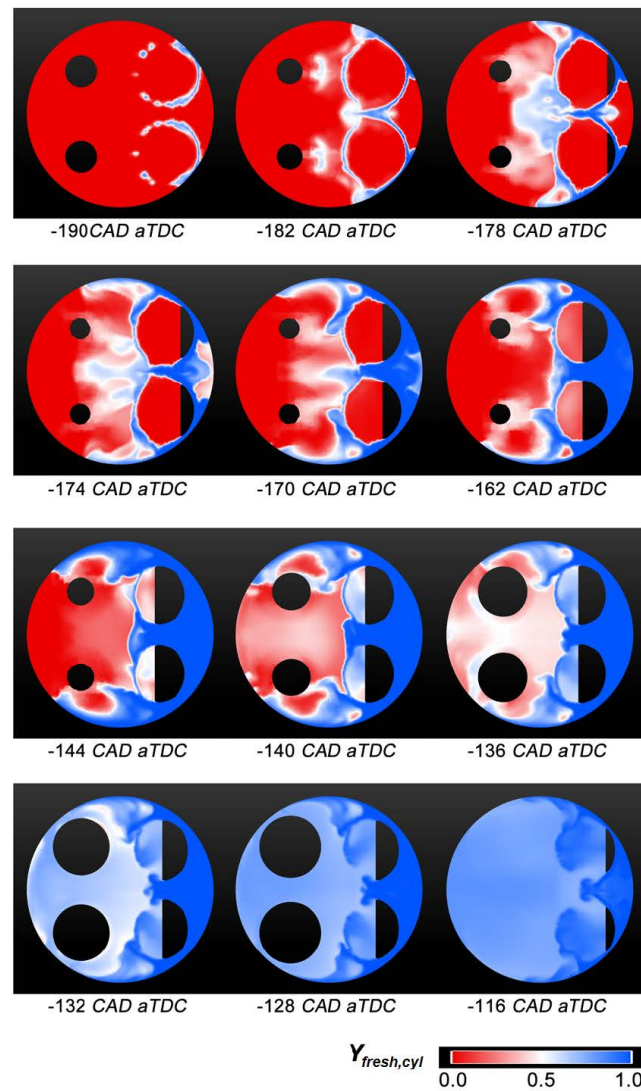 -190CAD aTDC -182 CAD aTDC -178 CAD aTDC
-174 CAD aTDC -170 CAD aTDC -162 CAD aTDC
-144 CAD aTDC -140 CAD aTDC -136 CAD aTDC
-132 CAD aTDC -128 CAD aTDC -116 CAD aTDC
Yfresh,cyl
0.0 0.5 1.0